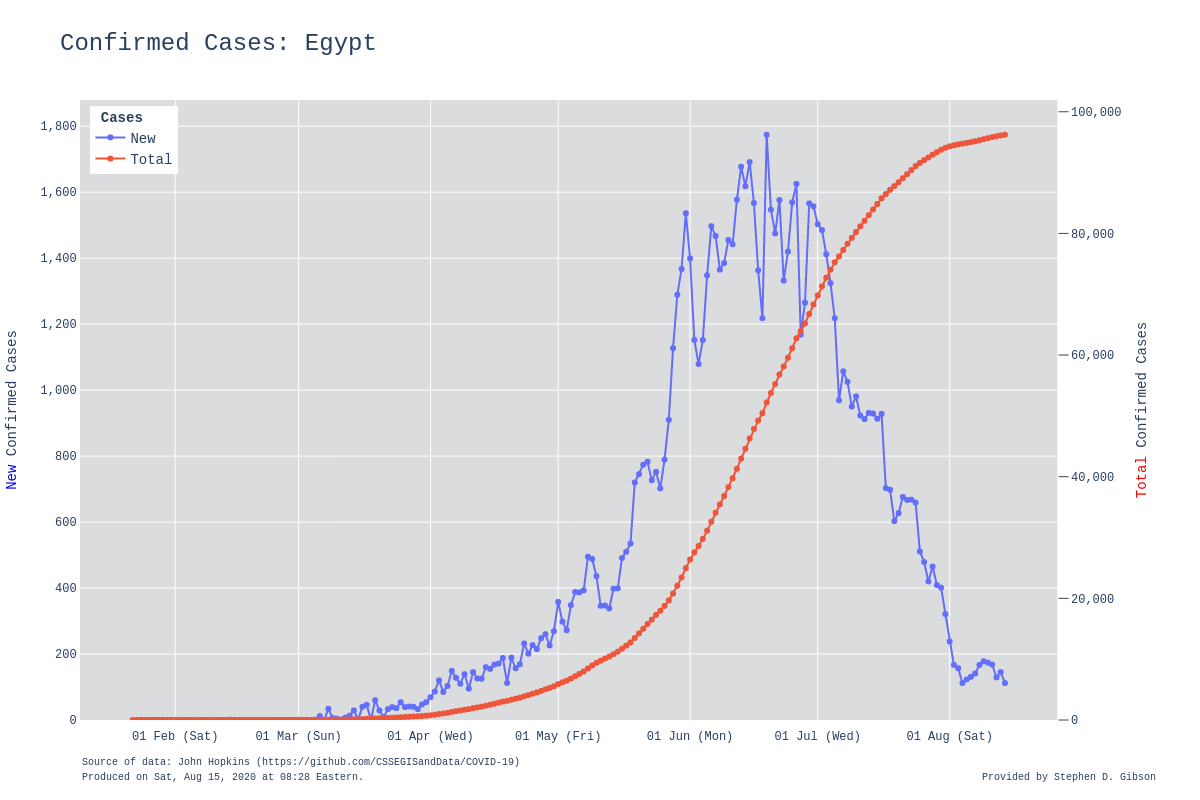 Confirmed Cases: Egypt
Cases
New
Total
1,800
1,600
1,400
1,200
1,000
800
600
400
200
0
New Confirmed Cases
100,000
80,000
60,000
40,000
20,000
0
Total Confirmed Cases
01 Feb (Sat)
01 Mar (Sun)
01 Apr (Wed)
01 May (Fri)
01 Jun (Mon)
01 Jul (Wed)
01 Aug (Sat)
Source of data: John Hopkins (https://github.com/CSSEGISandData/COVID-19)
Produced on Sat, Aug 15, 2020 at 08:28 Eastern.
Provided by Stephen D. Gibson